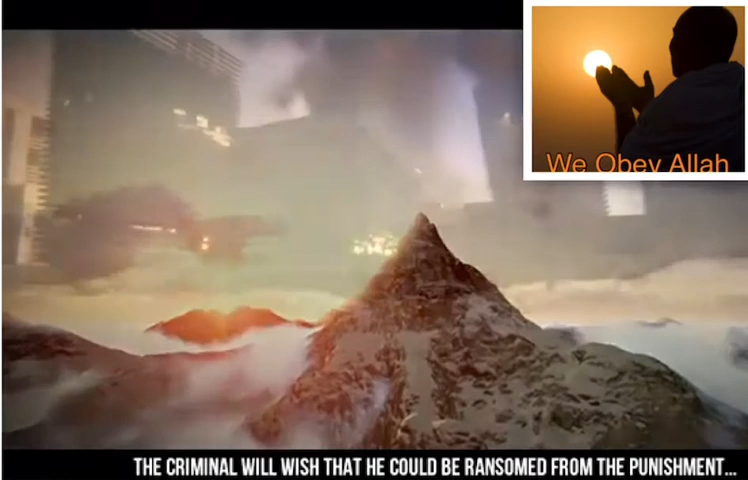 We Obey Allah
THE CRIMINAL WILL WISH THAT HE COULD BE RANSOMED FROM THE PUNISHMENT...